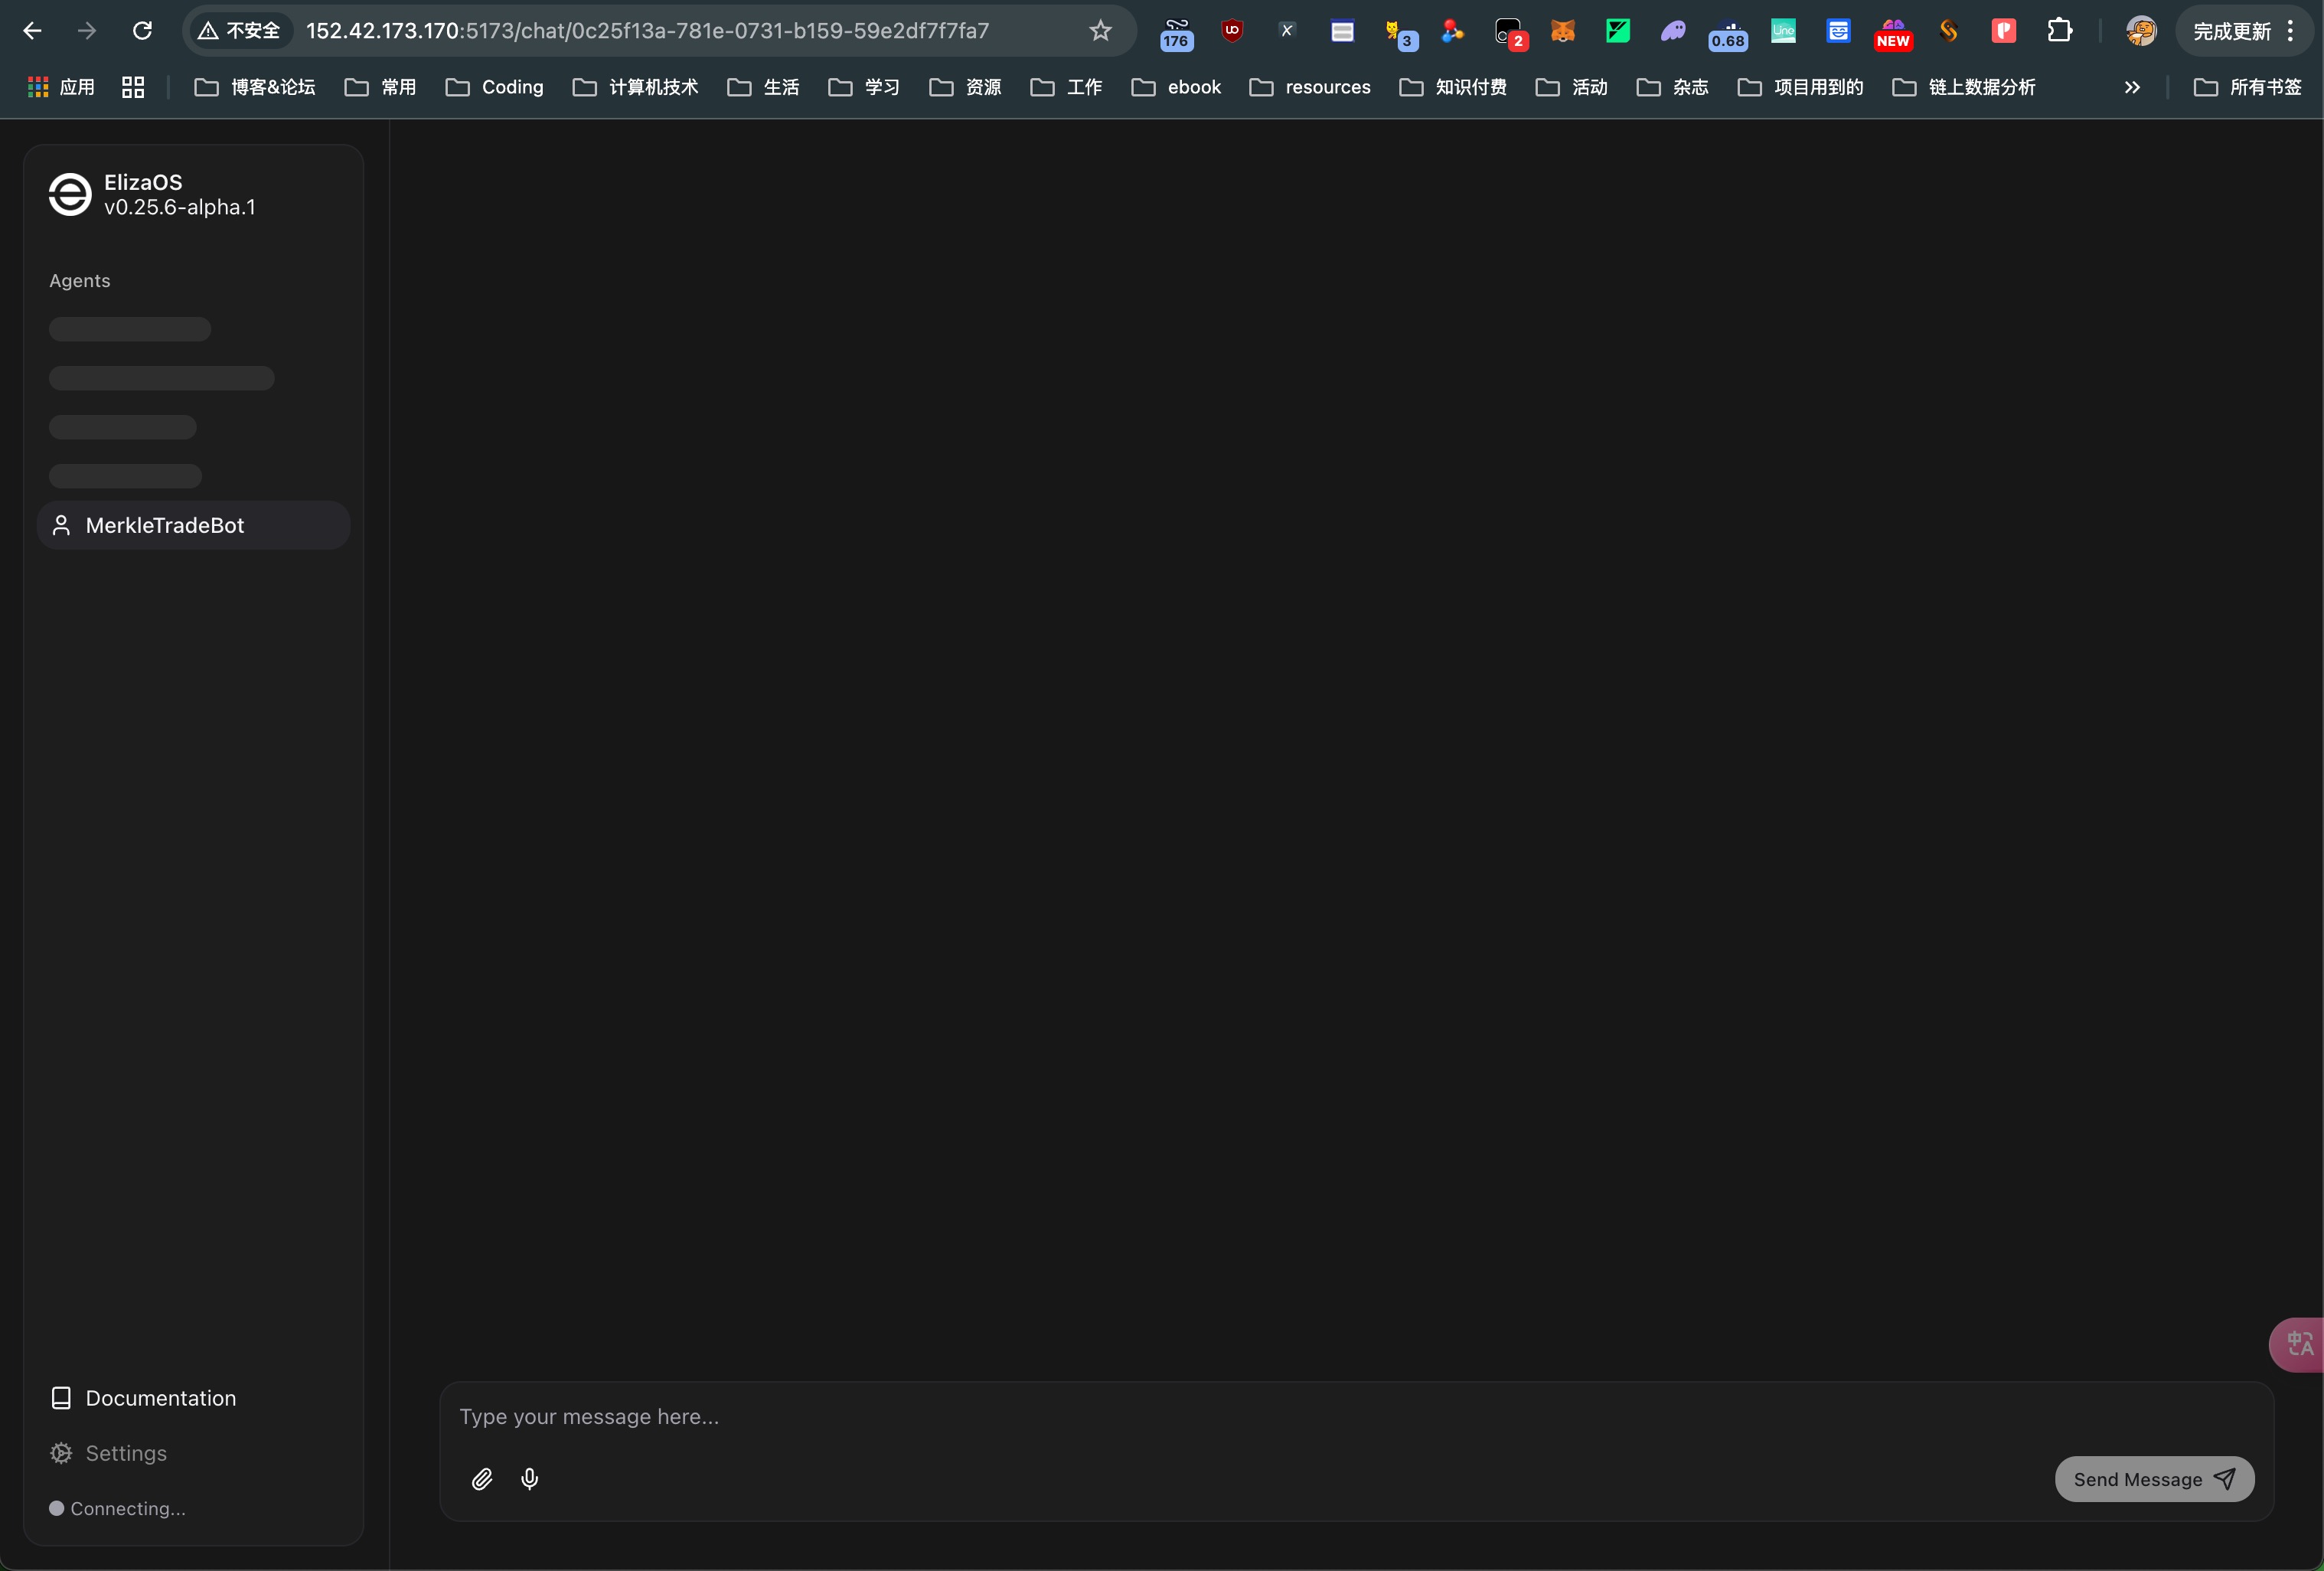 不安全 152.42.173.170:5173/chat/0c25f13a-781e-0731-b159-59e2df7f7fa7 176 3 2 0.68 NEW 完成更新
应用 博客&论坛 常用 Coding 计算机技术 生活 学习 资源 工作 ebook resources 知识付费 活动 杂志 项目用到的 链上数据分析 所有书签
ElizaOS
v0.25.6-alpha.1
Agents
MerkleTradeBot
Documentation
Settings
Connecting...
Type your message here...
Send Message